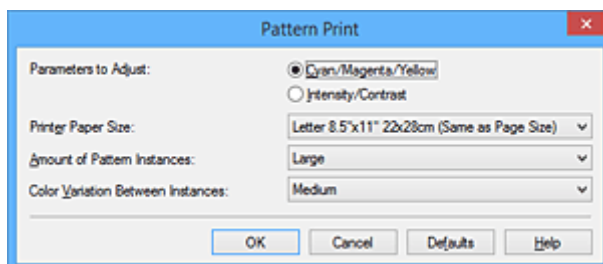 Pattern Print
Parameters to Adjust:
Cyan/Magenta/Yellow
Intensity/Contrast
Printer Paper Size:
Letter 8.5"x11" 22x28cm (Same as Page Size)
Amount of Pattern Instances:
Large
Color Variation Between Instances:
Medium
OK Cancel Defaults Help